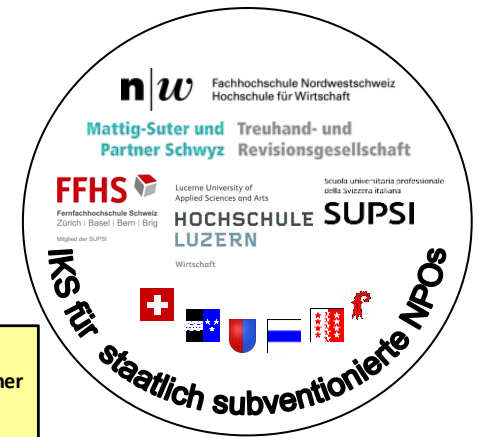 n|w Fachhochschule Nordwestschweiz
Hochschule für Wirtschaft
Mattig-Suter und Treuhand- und
Partner Schwyz Revisionsgesellschaft
FFHS
Fernfachhochschule Schweiz
Zürich | Basel | Bern | Brig
Mitglied der SUPSI
Lucerne University of
Applied Sciences and Arts
HOCHSCHULE
LUZERN
Wirtschaft
Scuola universitaria professionale
della Svizzera italiana
SUPSI
IKS für staatlich subventionierte NPOs